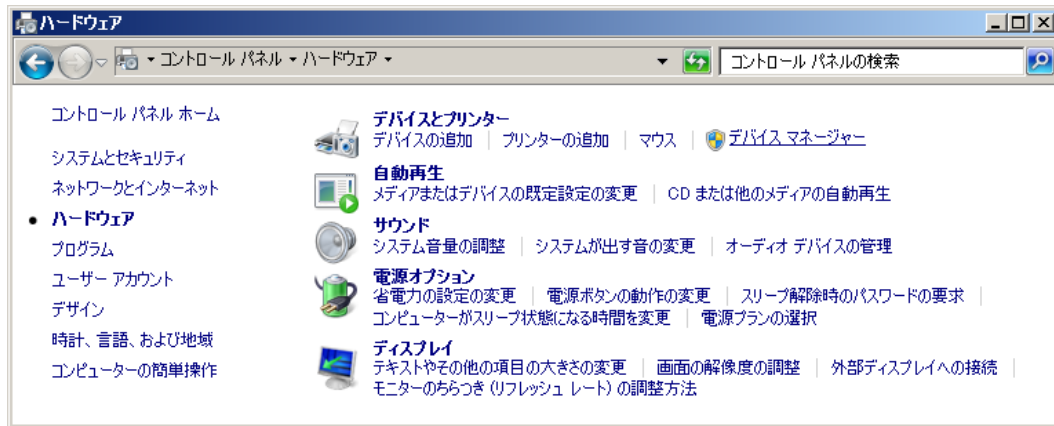 ハードウェア
コントロール パネル ハードウェア
コントロール パネルの検索
コントロール パネル ホーム
システムとセキュリティ
ネットワークとインターネット
ハードウェア
プログラム
ユーザー アカウント
デザイン
時計、言語、および地域
コンピューターの簡単操作
デバイスとプリンター
デバイスの追加 | プリンターの追加 | マウス | デバイス マネージャー
自動再生
メディアまたはデバイスの既定設定の変更 | CD または他のメディアの自動再生
サウンド
システム音量の調整 | システムが出す音の変更 | オーディオ デバイスの管理
電源オプション
省電力の設定の変更 | 電源ボタンの動作の変更 | スリープ解除時のパスワードの要求 |
コンピューターがスリープ状態になる時間を変更 | 電源プランの選択
ディスプレイ
テキストやその他の項目の大きさの変更 | 画面の解像度の調整 | 外部ディスプレイへの接続 |
モニターのちらつき (リフレッシュ レート) の調整方法